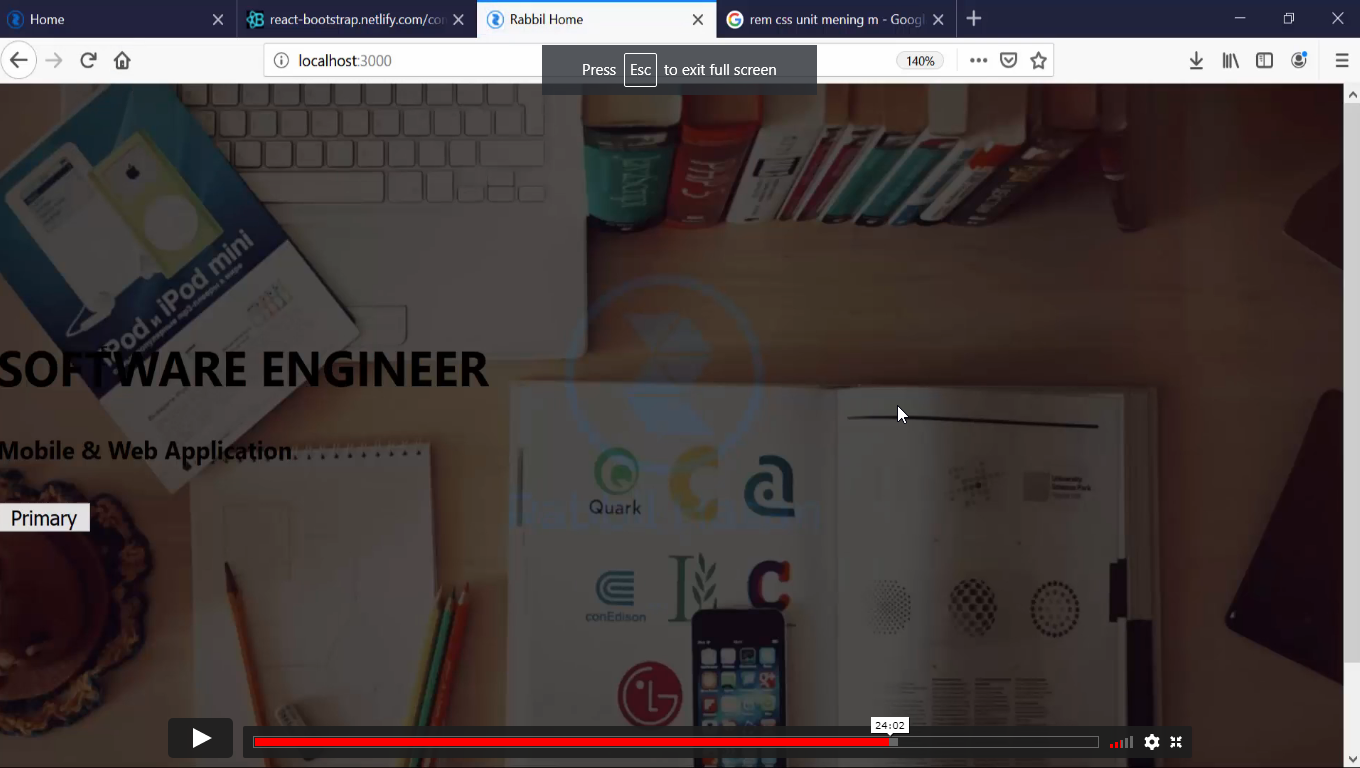 Home
react-bootstrap.netlify.com/co
Rabbil Home
rem css unit mening m - Googl
localhost:3000
140%
Press Esc to exit full screen
iPod и iPod mini
SOFTWARE ENGINEER
Mobile & Web Application
Primary
Quark
conEdison
LG
24:02